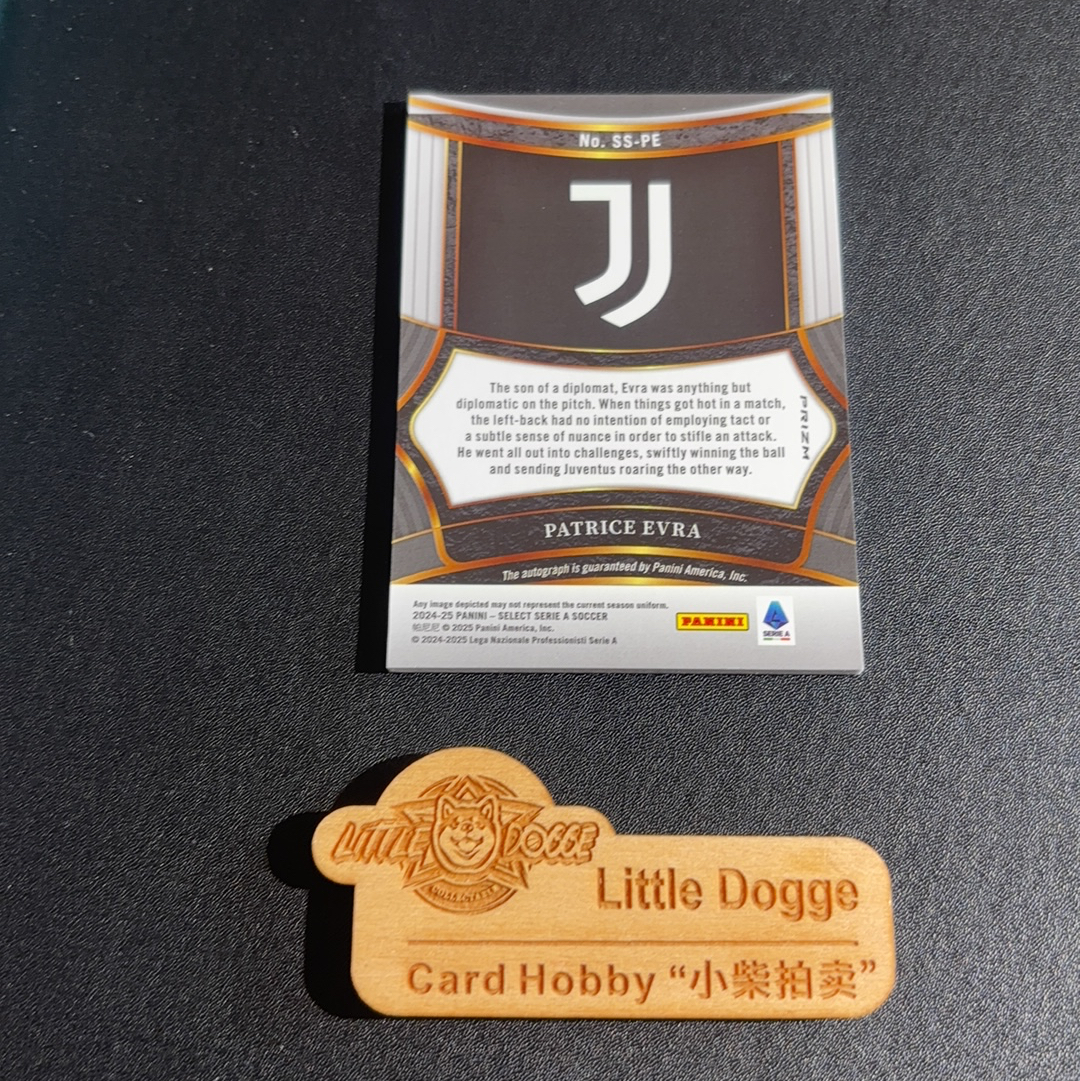 No. SS-PE
The son of a diplomat, Evra was anything but
diplomatic on the pitch. When things got hot in a match,
the left-back had no intention of employing tact or
a subtle sense of nuance in order to stifle an attack.
He went all out into challenges, swiftly winning the ball
and sending Juventus roaring the other way.
PRIZM
PATRICE EVRA
The autograph is guaranteed by Panini America, Inc.
Any image depicted may not represent the current season uniform.
2024-25 PANINI – SELECT SERIE A SOCCER
帕尼尼 © 2025 Panini America, Inc.
© 2024-2025 Lega Nazionale Professionisti Serie A
PANINI
SERIE A
LITTLE DOGGE
Little Dogge
Card Hobby “小柴拍卖”